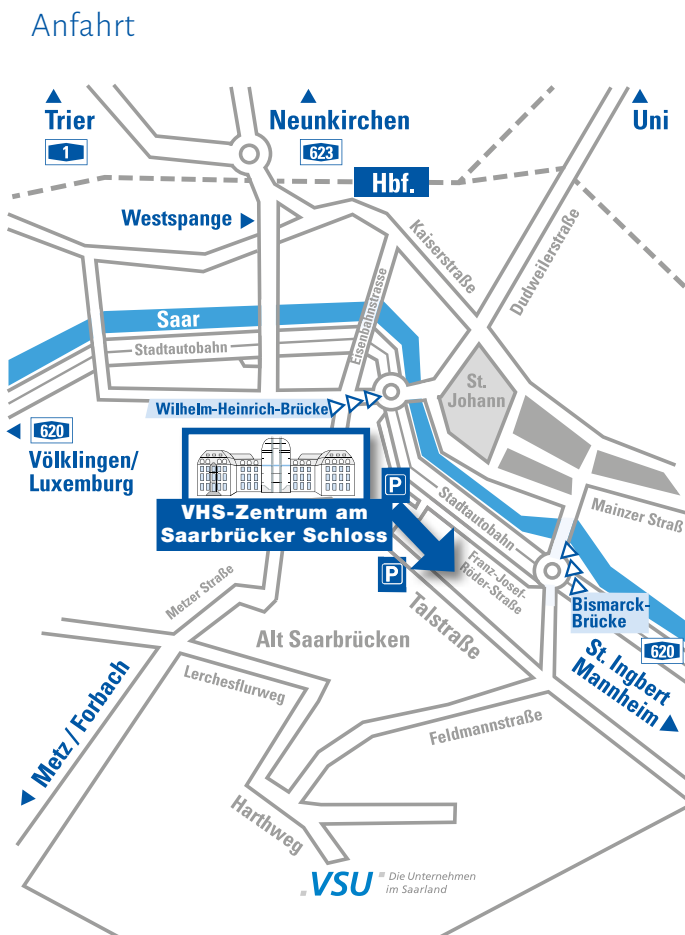 Anfahrt
Trier
1
Neunkirchen
623
Uni
Hbf.
Westspange
Kaiserstraße
Dudweilerstraße
Eisenbahnstrasse
Saar
Stadtautobahn
St.
Johann
Wilhelm-Heinrich-Brücke
620
Völklingen/
Luxemburg
VHS-Zentrum am
Saarbrücker Schloss
P
P
Stadtautobahn
Mainzer Straß
Franz-Josef-
Röder-Straße
Metzer Straße
Talstraße
Bismarck-
Brücke
620
St. Ingbert
Mannheim
Alt Saarbrücken
Lerchesflurweg
Metz / Forbach
Feldmannstraße
Harthweg
VSU
Die Unternehmen
im Saarland